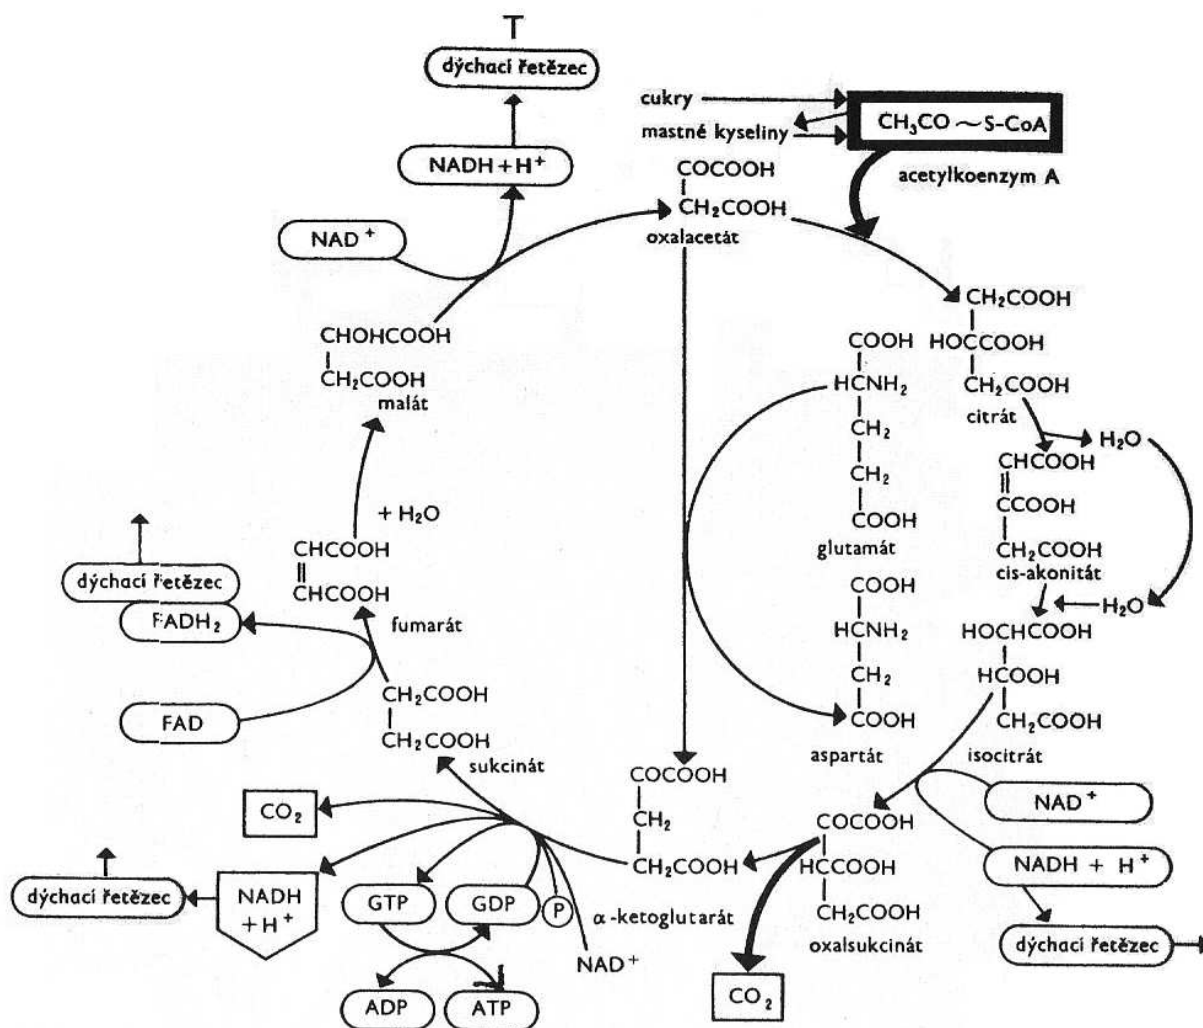 T
dýchací řetězec
cukry
mastné kyseliny
CH₃CO ~ S-CoA
acetylkoenzym A
NADH + H⁺
COCOOH
CH₂COOH
oxalacetát
NAD⁺
CH₂COOH
HOCCOOH
CH₂COOH
citrát
CHOHCOOH
CH₂COOH
malát
COOH
HCNH₂
CH₂
CH₂
COOH
glutamát
H₂O
CHCOOH
CCOOH
CH₂COOH
cis-akonitát
H₂O
+ H₂O
CHCOOH
CHCOOH
fumarát
dýchací řetězec
FADH₂
FAD
COOH
HCNH₂
CH₂
COOH
aspartát
HOCHCOOH
HCOOH
CH₂COOH
isocitrát
CH₂COOH
CH₂COOH
sukcinát
COCOOH
CH₂
CH₂COOH
α-ketoglutarát
NAD⁺
NADH + H⁺
dýchací řetězec
COCOOH
HCCOOH
CH₂COOH
oxalsukcinát
CO₂
CO₂
dýchací řetězec
NADH
+ H⁺
GTP
GDP
P
NAD⁺
ADP
ATP